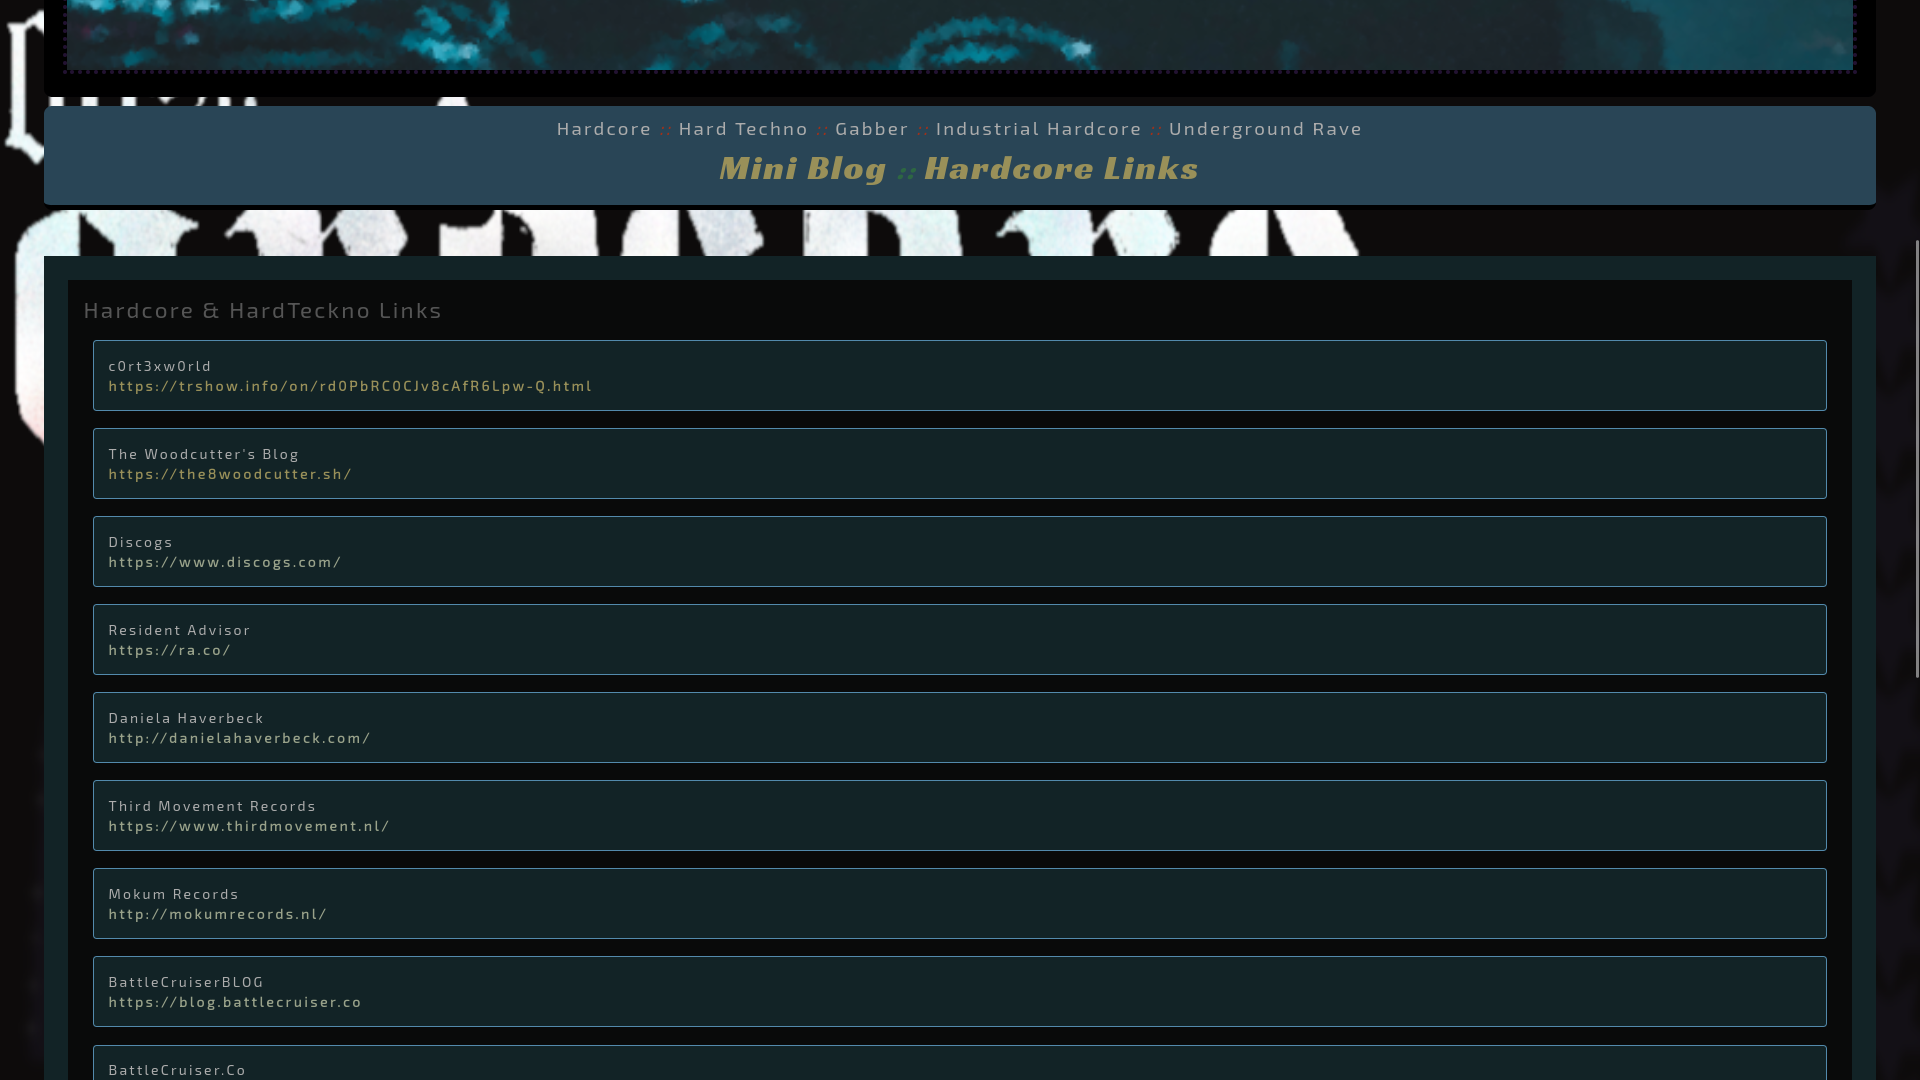 Hardcore :: Hard Techno :: Gabber :: Industrial Hardcore :: Underground Rave
Mini Blog :: Hardcore Links
Hardcore & HardTeckno Links
c0rt3xw0rld
https://trshow.info/on/rd0PbRC0CJv8cAfR6Lpw-Q.html
The Woodcutter's Blog
https://the8woodcutter.sh/
Discogs
https://www.discogs.com/
Resident Advisor
https://ra.co/
Daniela Haverbeck
http://danielahaverbeck.com/
Third Movement Records
https://www.thirdmovement.nl/
Mokum Records
http://mokumrecords.nl/
BattleCruiserBLOG
https://blog.battlecruiser.co
BattleCruiser.Co